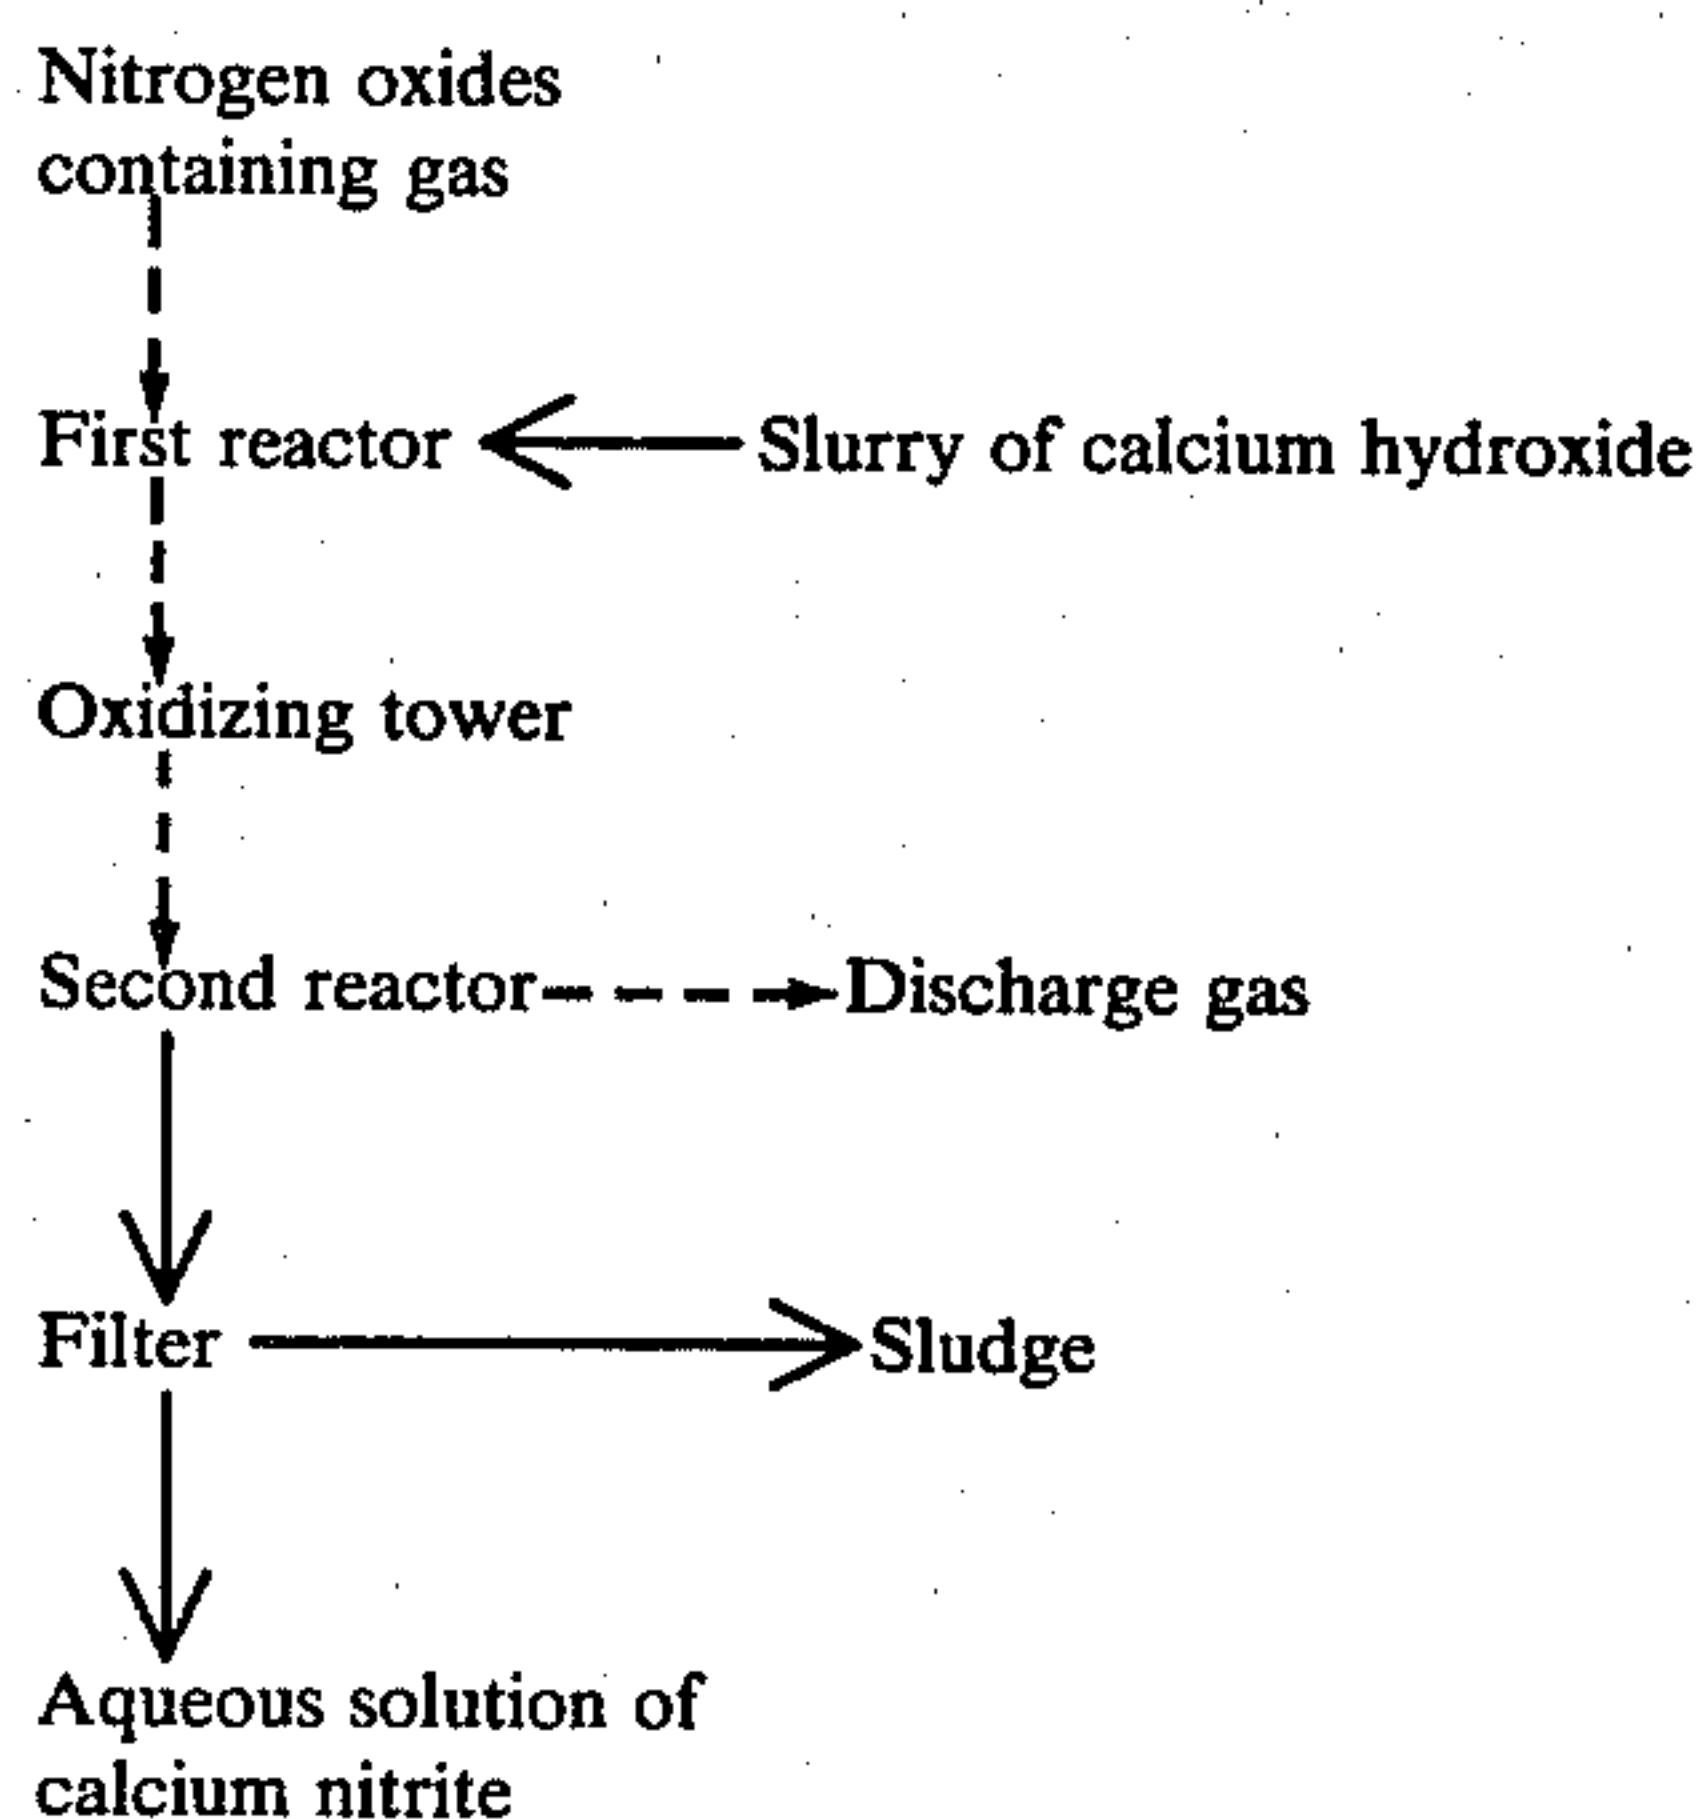 Nitrogen oxides
containing gas
First reactor
Slurry of calcium hydroxide
Oxidizing tower
Second reactor
Discharge gas
Filter
Sludge
Aqueous solution of
calcium nitrite